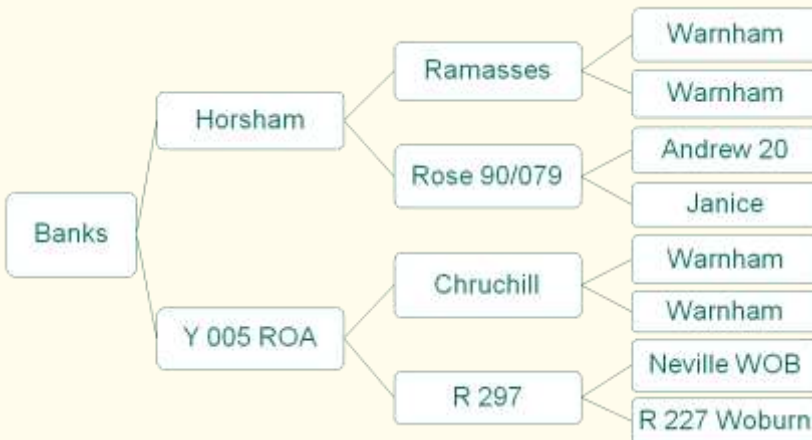 Warnham
Ramasses
Warnham
Horsham
Andrew 20
Rose 90/079
Janice
Banks
Warnham
Chruchill
Warnham
Y 005 ROA
Neville WOB
R 297
R 227 Woburn